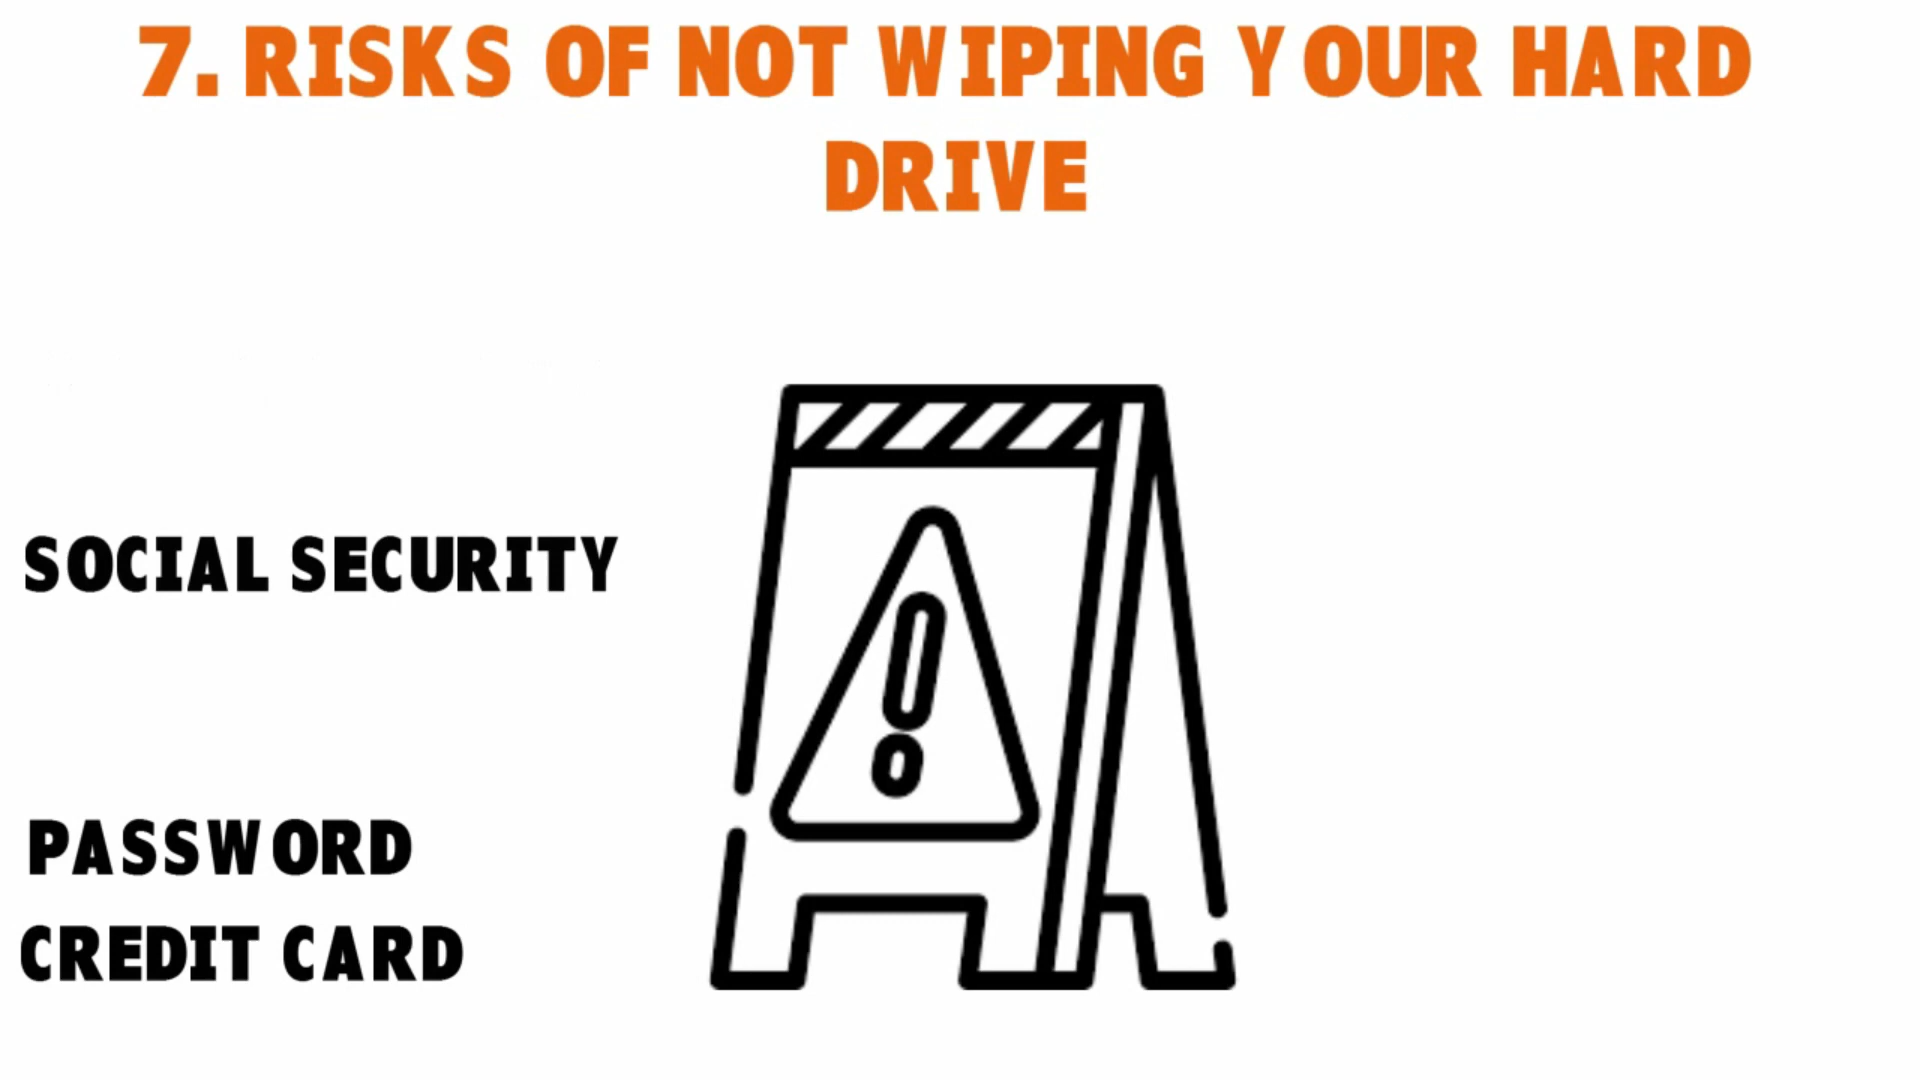 7. RISKS OF NOT WIPING YOUR HARD
DRIVE
SOCIAL SECURITY
PASSWORD
CREDIT CARD